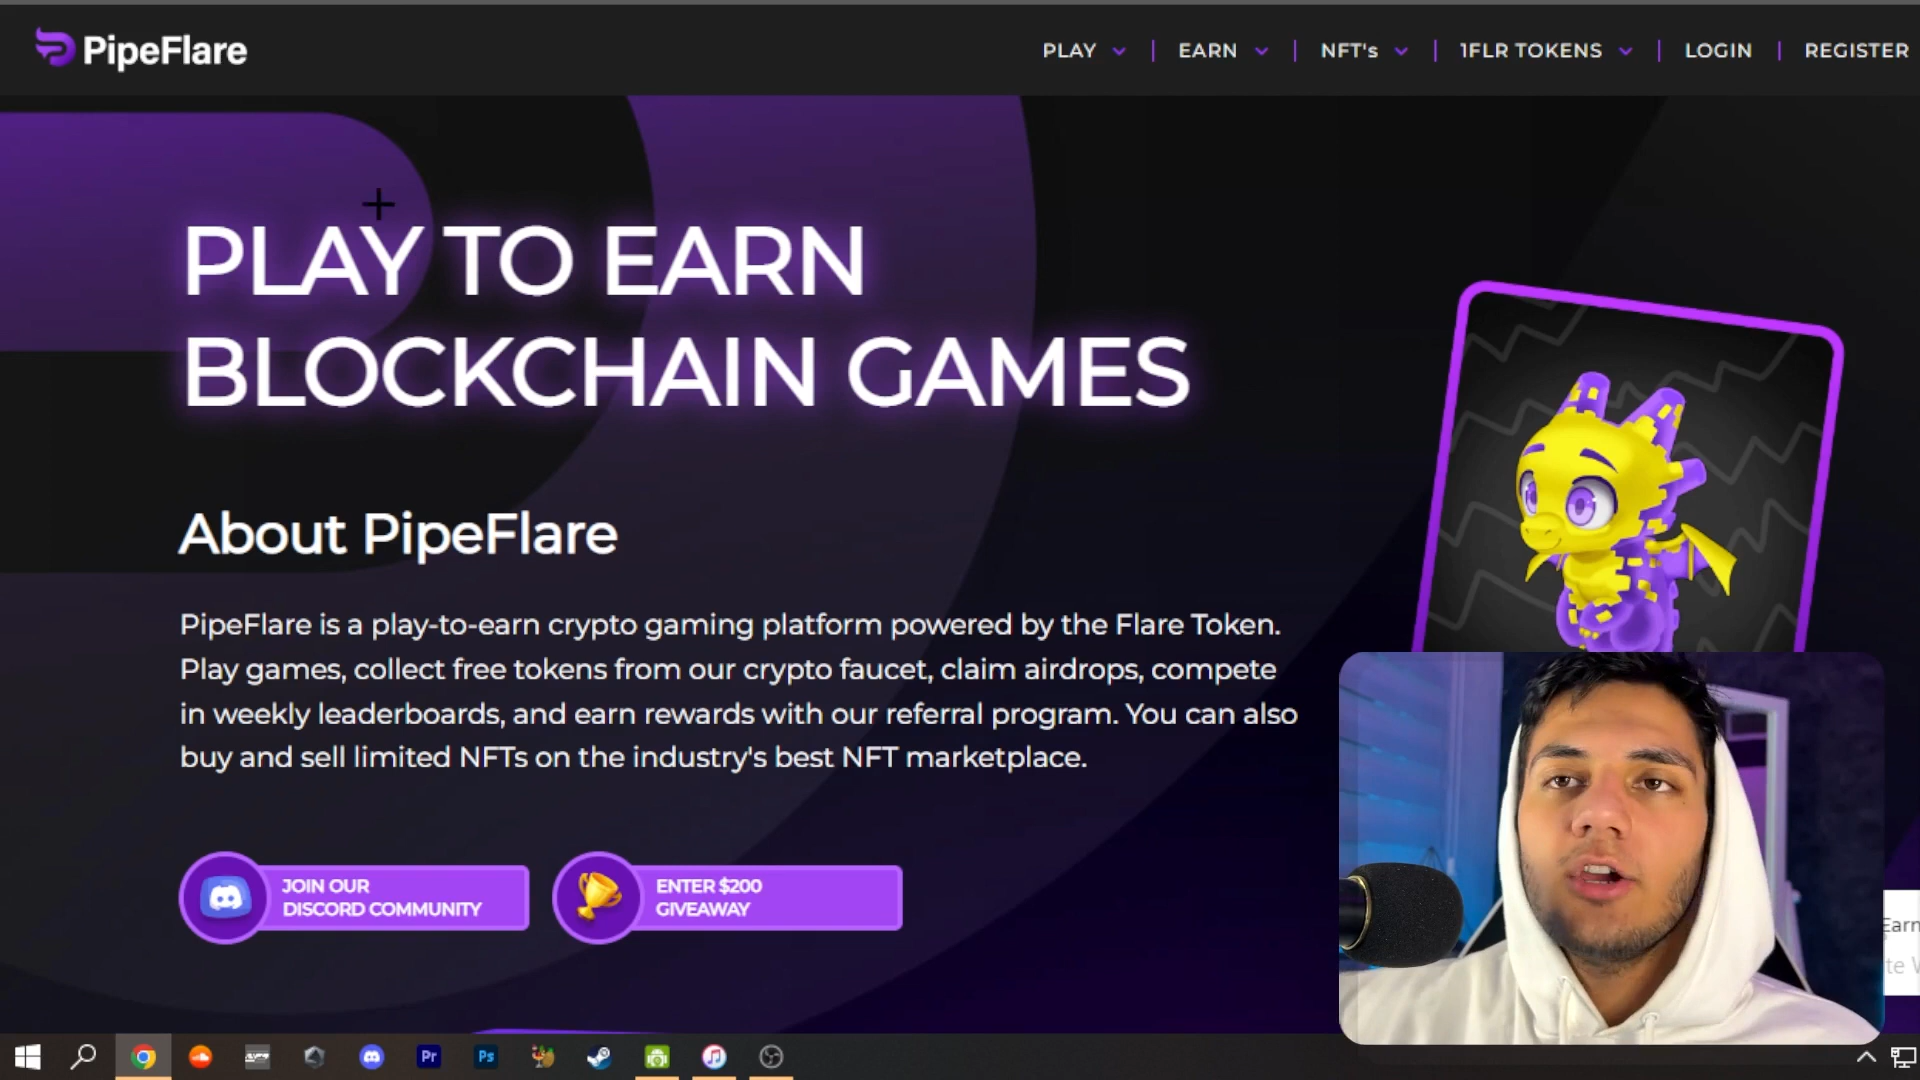 PipeFlare
PLAY
EARN
NFT's
1FLR TOKENS
LOGIN
REGISTER
PLAY TO EARN
BLOCKCHAIN GAMES
About PipeFlare
PipeFlare is a play-to-earn crypto gaming platform powered by the Flare Token.
Play games, collect free tokens from our crypto faucet, claim airdrops, compete
in weekly leaderboards, and earn rewards with our referral program. You can also
buy and sell limited NFTs on the industry's best NFT marketplace.
JOIN OUR
DISCORD COMMUNITY
ENTER $200
GIVEAWAY
Earn
Pr
Ps